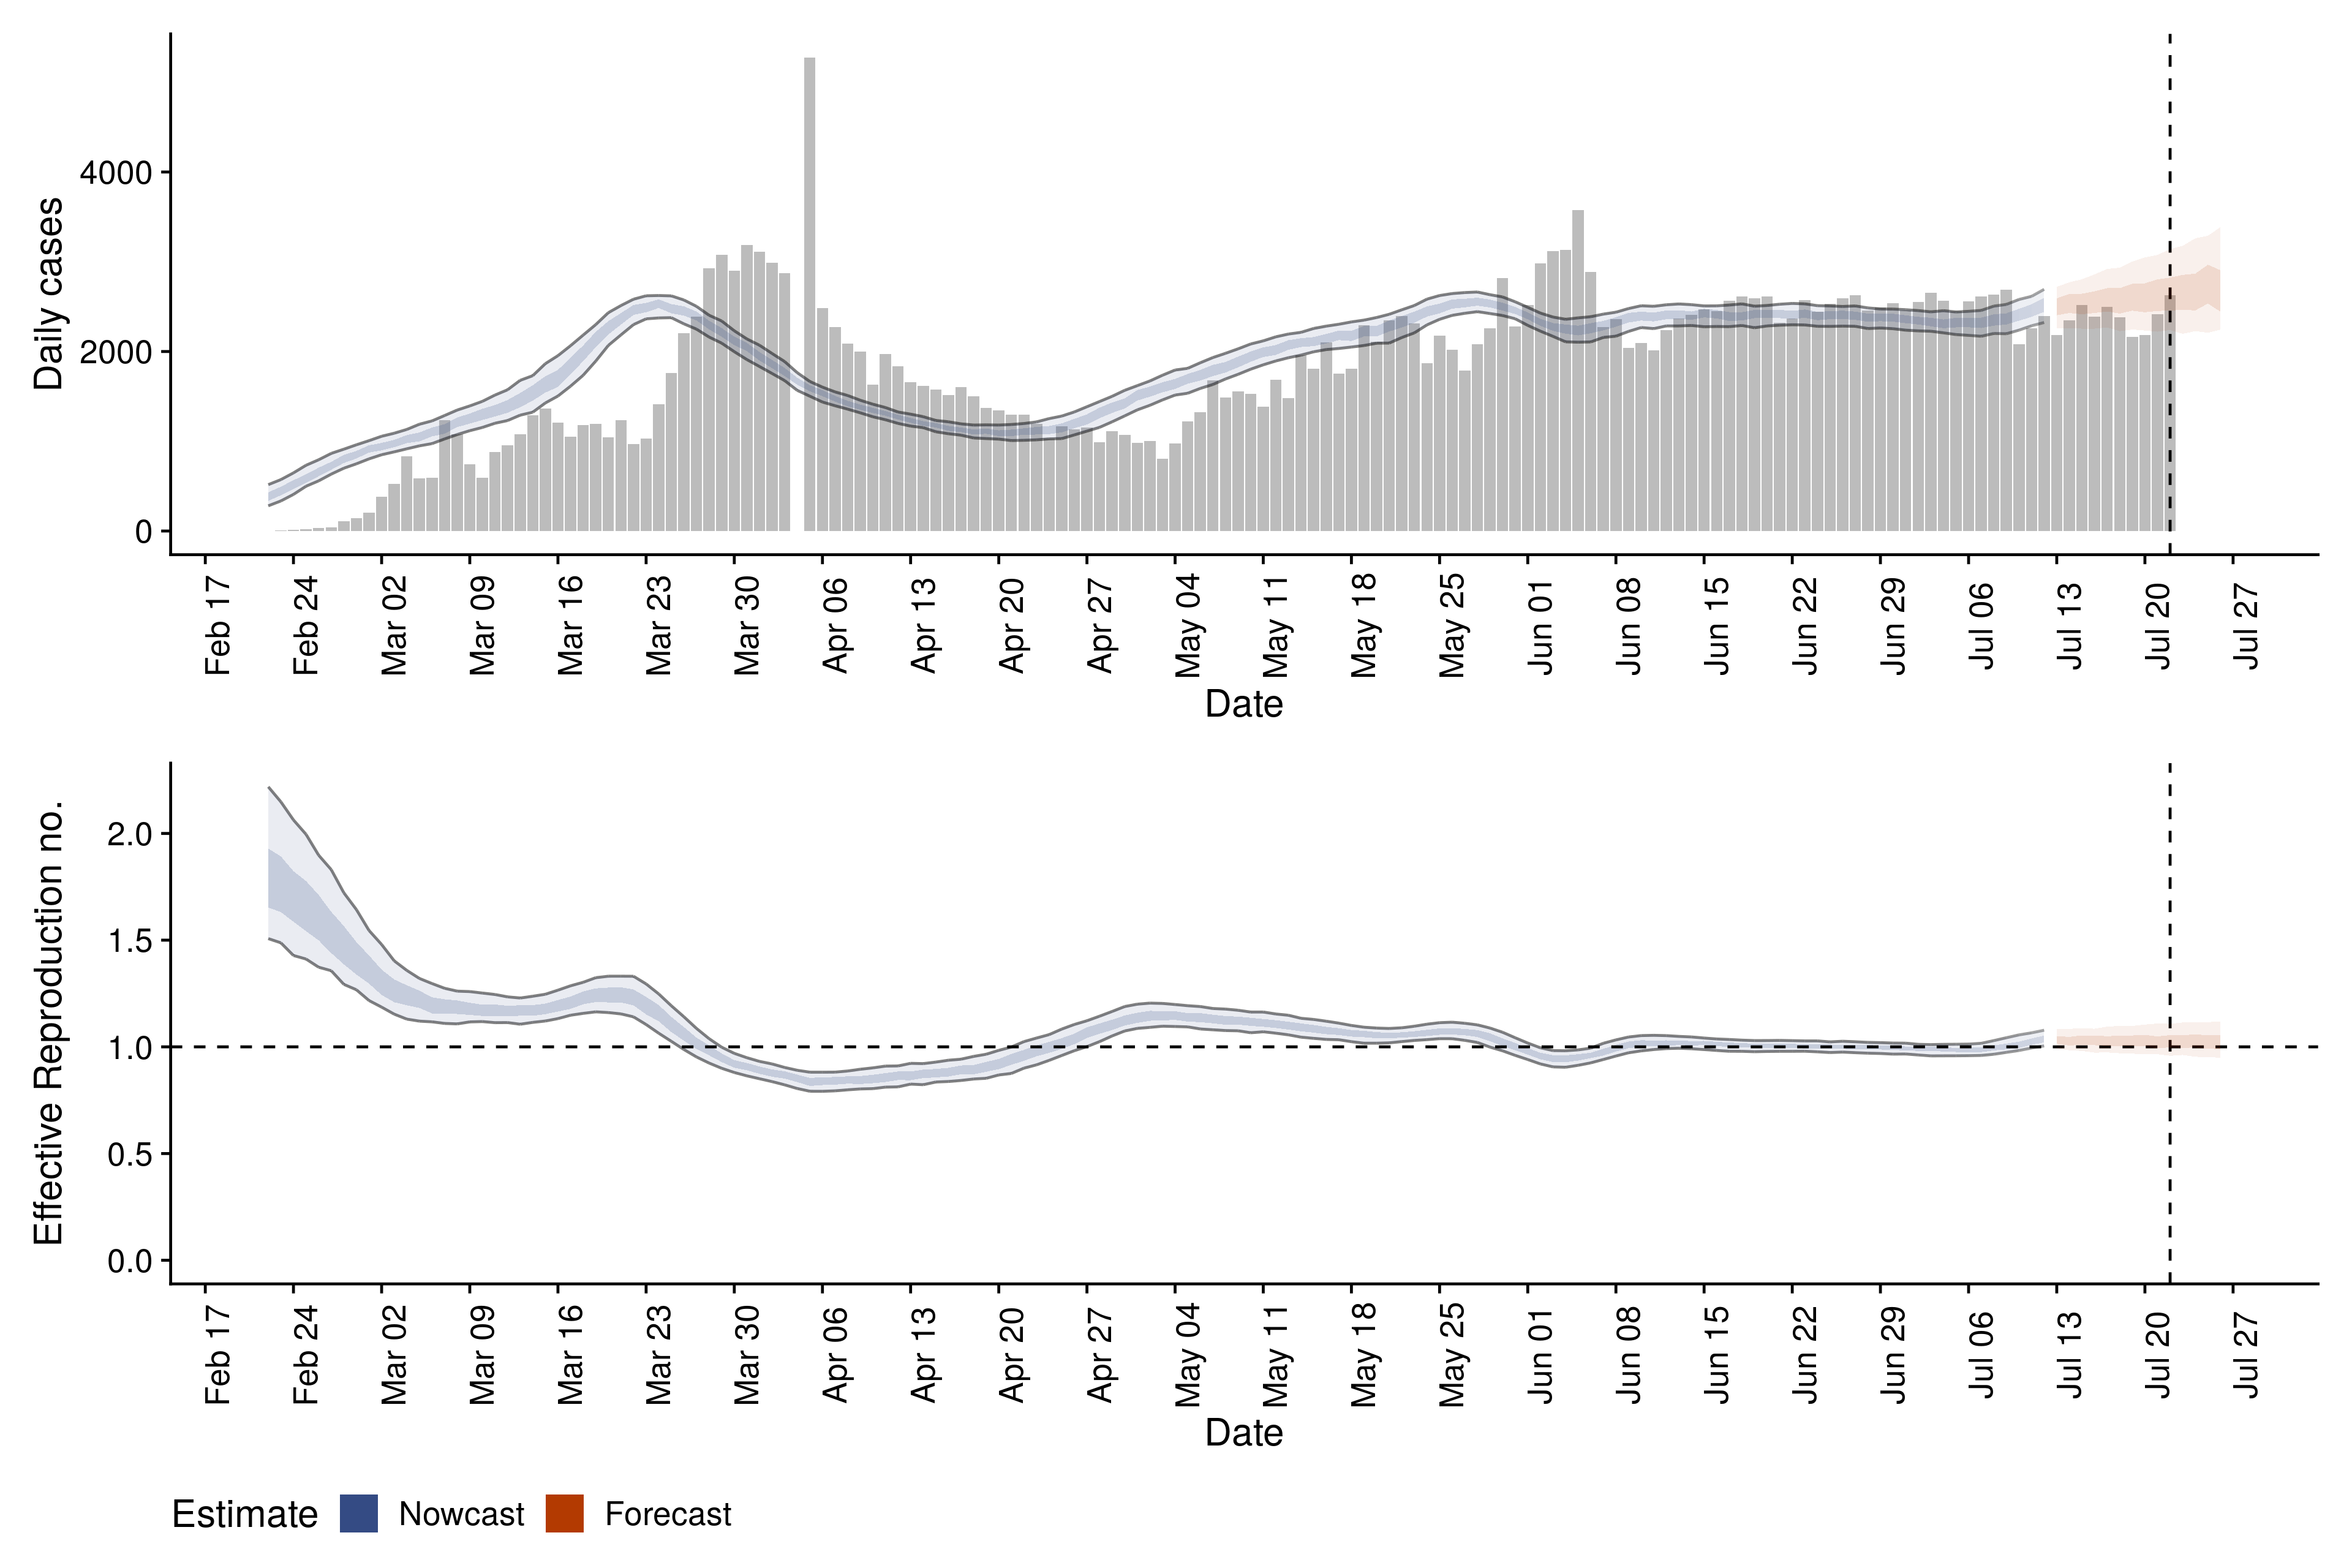 Daily cases
4000
2000
0
Feb 17
Feb 24
Mar 02
Mar 09
Mar 16
Mar 23
Mar 30
Apr 06
Apr 13
Apr 20
Apr 27
May 04
May 11
May 18
May 25
Jun 01
Jun 08
Jun 15
Jun 22
Jun 29
Jul 06
Jul 13
Jul 20
Jul 27
Date
Effective Reproduction no.
2.0
1.5
1.0
0.5
0.0
Feb 17
Feb 24
Mar 02
Mar 09
Mar 16
Mar 23
Mar 30
Apr 06
Apr 13
Apr 20
Apr 27
May 04
May 11
May 18
May 25
Jun 01
Jun 08
Jun 15
Jun 22
Jun 29
Jul 06
Jul 13
Jul 20
Jul 27
Date
Estimate Nowcast Forecast